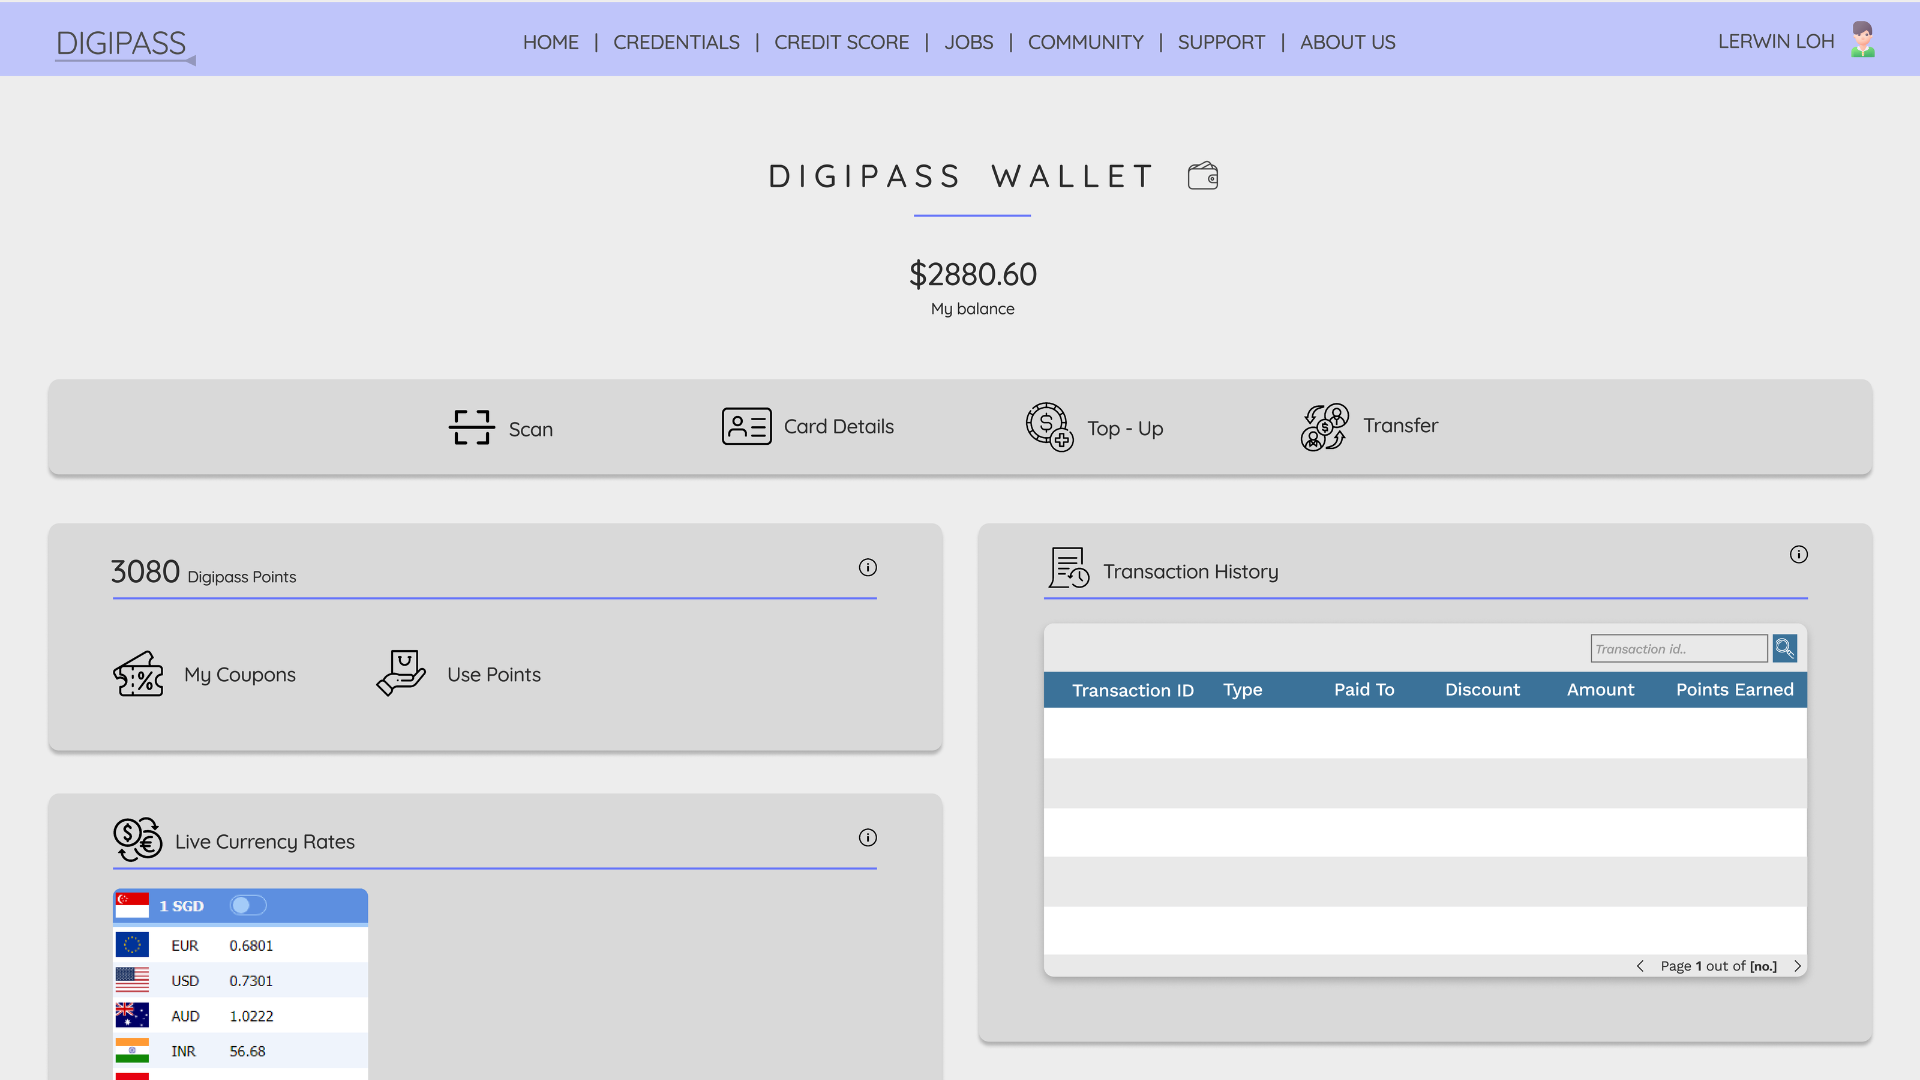 DIGIPASS
HOME | CREDENTIALS | CREDIT SCORE | JOBS | COMMUNITY | SUPPORT | ABOUT US
LERWIN LOH
DIGIPASS WALLET
$2880.60
My balance
Scan
Card Details
Top - Up
Transfer
3080 Digipass Points
My Coupons
Use Points
Live Currency Rates
1 SGD
EUR 0.6801
USD 0.7301
AUD 1.0222
INR 56.68
Transaction History
Transaction id..
Transaction ID Type Paid To Discount Amount Points Earned
< Page 1 out of [no.] >